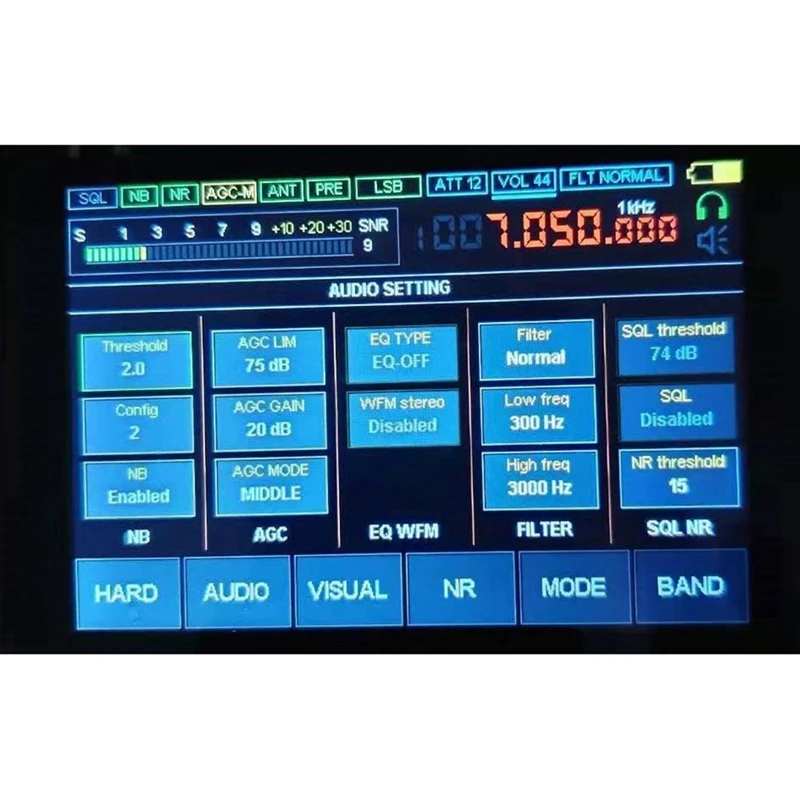 SQL NB NR AGC-M ANT PRE LSB ATT 12 VOL 44 FLT NORMAL
S 1 3 5 7 9 +10 +20 +30 SNR
9
1kHz
7.050.000
AUDIO SETTING
Threshold
2.0
Config
2
NB
Enabled
NB
AGC LIM
75 dB
AGC GAIN
20 dB
AGC MODE
MIDDLE
AGC
EQ TYPE
EQ-OFF
WFM stereo
Disabled
EQ WFM
Filter
Normal
Low freq
300 Hz
High freq
3000 Hz
FILTER
SQL threshold
74 dB
SQL
Disabled
NR threshold
15
SQL NR
HARD AUDIO VISUAL NR MODE BAND